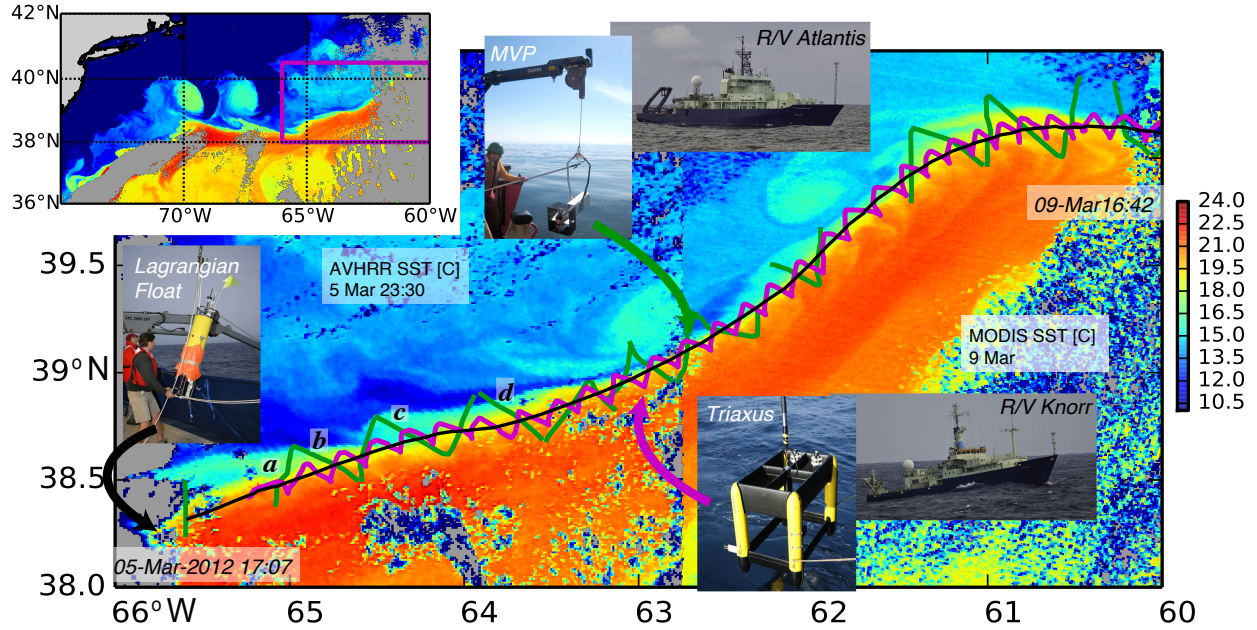 42°N
40°N
38°N
36°N
70°W
65°W
60°W
MVP
R/V Atlantis
09-Mar16:42
24.0
22.5
21.0
19.5
18.0
16.5
15.0
13.5
12.0
10.5
Lagrangian
Float
AVHRR SST [C]
5 Mar 23:30
MODIS SST [C]
9 Mar
39.5
39°N
38.5
38.0
a
b
c
d
Triaxus
R/V Knorr
05-Mar-2012 17:07
66°W
65
64
63
62
61
60